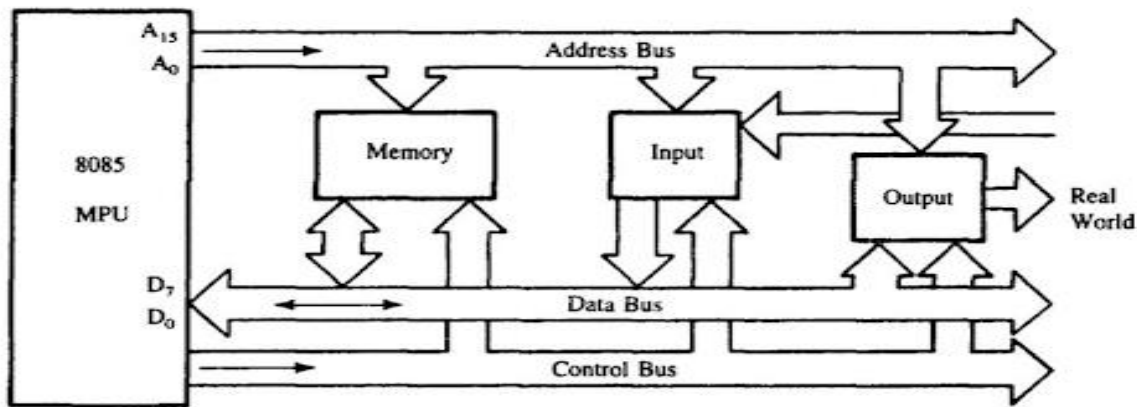 A15
Address Bus
A0
Memory
Input
8085
MPU
Output
Real
World
D7
Data Bus
D0
Control Bus